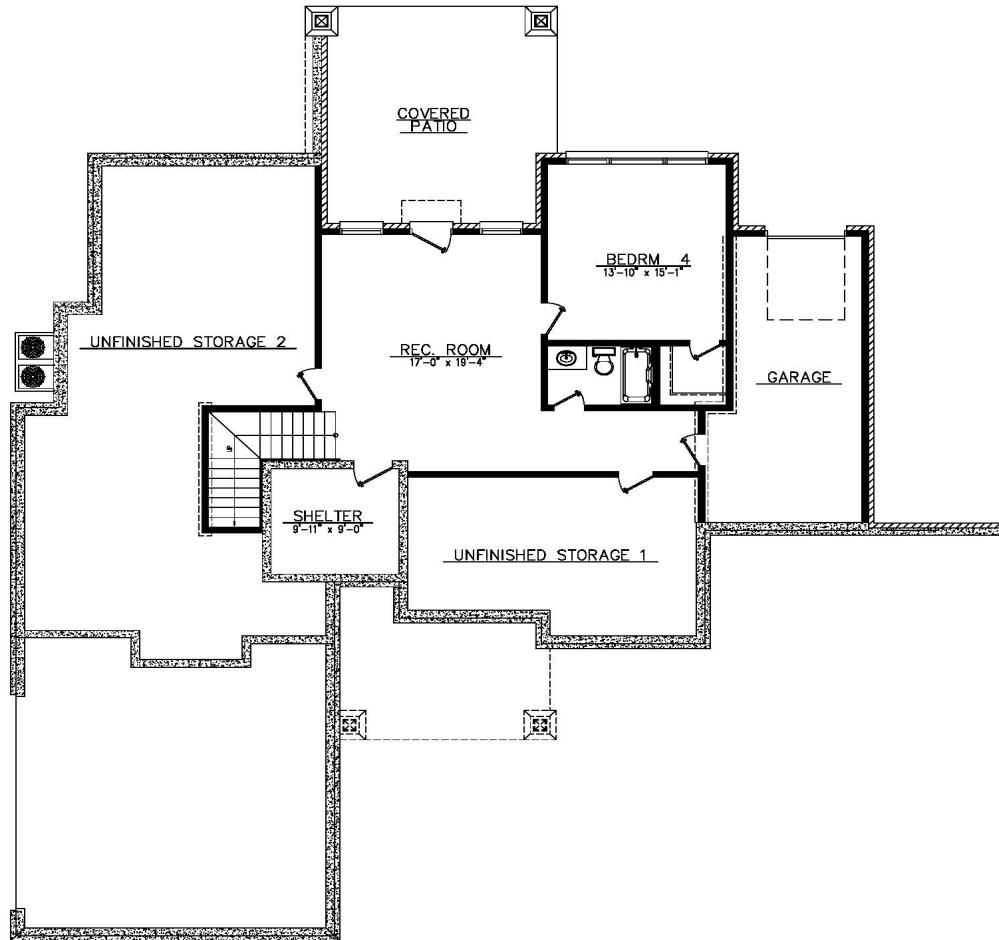 COVERED
PATIO
BEDRM 4
13'-10" x 15'-1"
UNFINISHED STORAGE 2
REC. ROOM
17'-0" x 19'-4"
GARAGE
UP
SHELTER
9'-11" x 9'-0"
UNFINISHED STORAGE 1